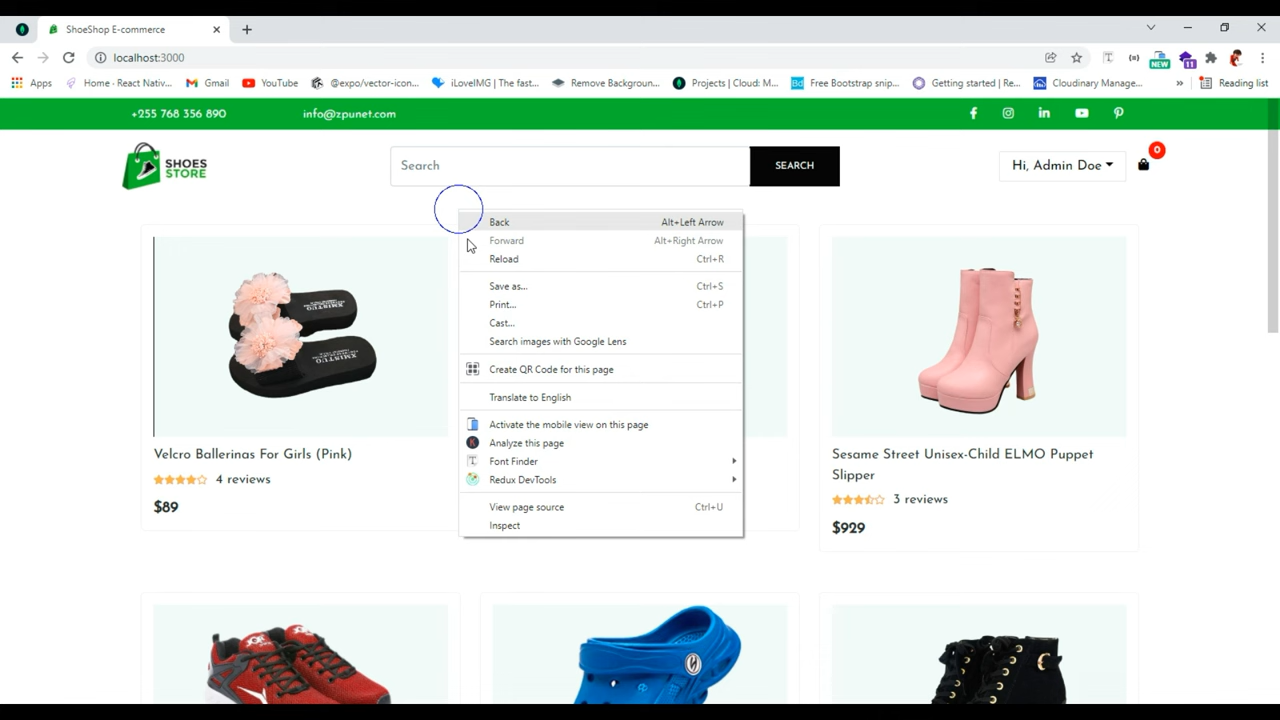 ShoeShop E-commerce
localhost:3000
Apps
Home - React Nativ...
Gmail
YouTube
@expo/vector-icon...
iLoveIMG | The fast...
Remove Backgroun...
Projects | Cloud: M...
Free Bootstrap snip...
Getting started | Re...
Cloudinary Manage...
»
Reading list
NEW
11
+255 768 356 890
info@zpunet.com
SHOES
STORE
Search
SEARCH
Hi, Admin Doe
0
Back Alt+Left Arrow
Forward Alt+Right Arrow
Reload Ctrl+R
Save as... Ctrl+S
Print... Ctrl+P
Cast...
Search images with Google Lens
Create QR Code for this page
Translate to English
Activate the mobile view on this page
Analyze this page
Font Finder
Redux DevTools
View page source Ctrl+U
Inspect
Velcro Ballerinas For Girls (Pink)
4 reviews
$89
Sesame Street Unisex-Child ELMO Puppet
Slipper
3 reviews
$929